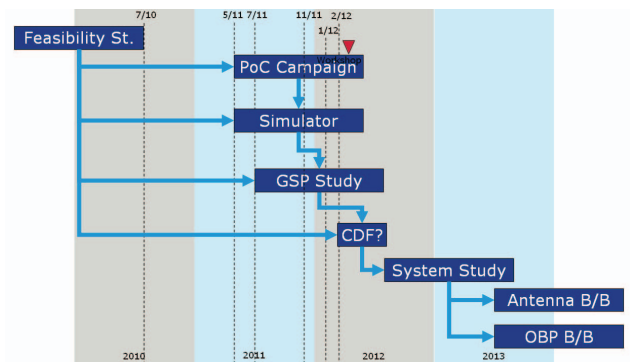 7/10
5/11
7/11
11/11
2/12
1/12
Feasibility St.
Workshop
PoC Campaign
Simulator
GSP Study
CDF?
System Study
Antenna B/B
OBP B/B
2010
2011
2012
2013